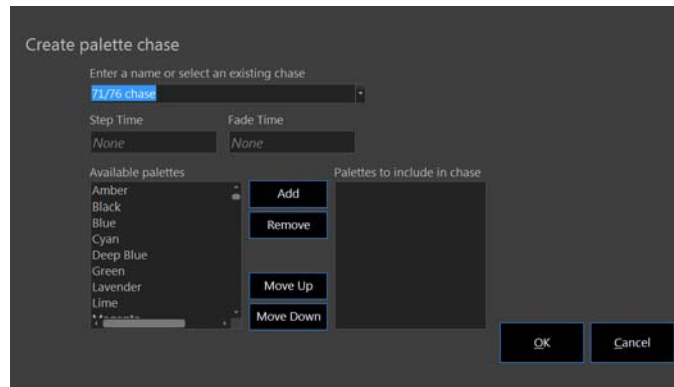 Create palette chase
Enter a name or select an existing chase
71/76 chase
Step Time Fade Time
None None
Available palettes Palettes to include in chase
Amber
Black
Blue
Cyan
Deep Blue
Green
Lavender
Lime
Add
Remove
Move Up
Move Down
OK Cancel